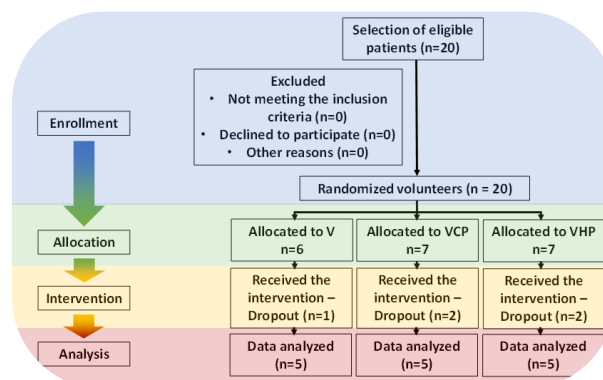 Selection of eligible
patients (n=20)
Excluded
• Not meeting the inclusion
criteria (n=0)
• Declined to participate (n=0)
• Other reasons (n=0)
Enrollment
Randomized volunteers (n = 20)
Allocation
Allocated to V
n=6
Allocated to VCP
n=7
Allocated to VHP
n=7
Intervention
Received the
intervention –
Dropout (n=1)
Received the
intervention –
Dropout (n=2)
Received the
intervention –
Dropout (n=2)
Analysis
Data analyzed
(n=5)
Data analyzed
(n=5)
Data analyzed
(n=5)